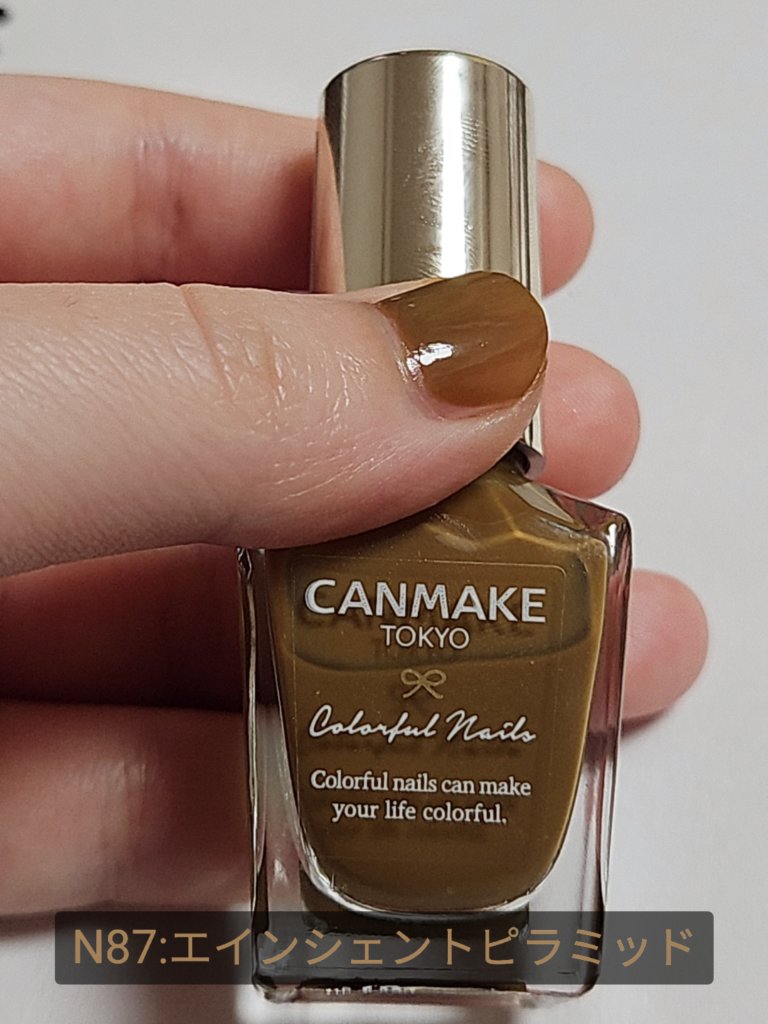 CANMAKE
TOKYO
Colorful Nails
Colorful nails can make
your life colorful.
N87:エインシェントピラミッド